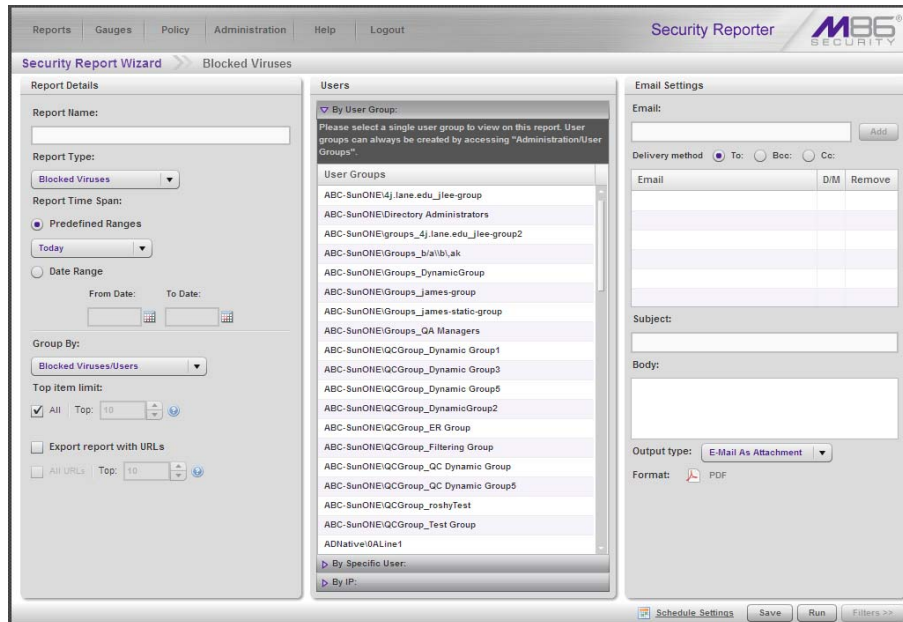 Reports Gauges Policy Administration Help Logout
Security Reporter
M86®
SECURITY
Security Report Wizard Blocked Viruses
Report Details
Report Name:
Report Type:
Blocked Viruses
Report Time Span:
Predefined Ranges
Today
Date Range
From Date: To Date:
Group By:
Blocked Viruses/Users
Top item limit:
All Top: 10
Export report with URLs
All URLs Top: 10
Users
By User Group:
Please select a single user group to view on this report. User
groups can always be created by accessing "Administration/User
Groups".
User Groups
ABC-SunONE\4j.lane.edu_jlee-group
ABC-SunONE\Directory Administrators
ABC-SunONE\groups_4j.lane.edu_jlee-group2
ABC-SunONE\Groups_b/a\\b\,ak
ABC-SunONE\Groups_DynamicGroup
ABC-SunONE\Groups_james-group
ABC-SunONE\Groups_james-static-group
ABC-SunONE\Groups_QA Managers
ABC-SunONE\QCGroup_Dynamic Group1
ABC-SunONE\QCGroup_Dynamic Group3
ABC-SunONE\QCGroup_Dynamic Group5
ABC-SunONE\QCGroup_DynamicGroup2
ABC-SunONE\QCGroup_ER Group
ABC-SunONE\QCGroup_Filtering Group
ABC-SunONE\QCGroup_QC Dynamic Group
ABC-SunONE\QCGroup_QC Dynamic Group5
ABC-SunONE\QCGroup_roshyTest
ABC-SunONE\QCGroup_Test Group
ADNative\0ALine1
By Specific User:
By IP:
Email Settings
Email:
Add
Delivery method To: Bcc: Cc:
Email D/M Remove
Subject:
Body:
Output type: E-Mail As Attachment
Format: PDF
Schedule Settings Save Run Filters >>